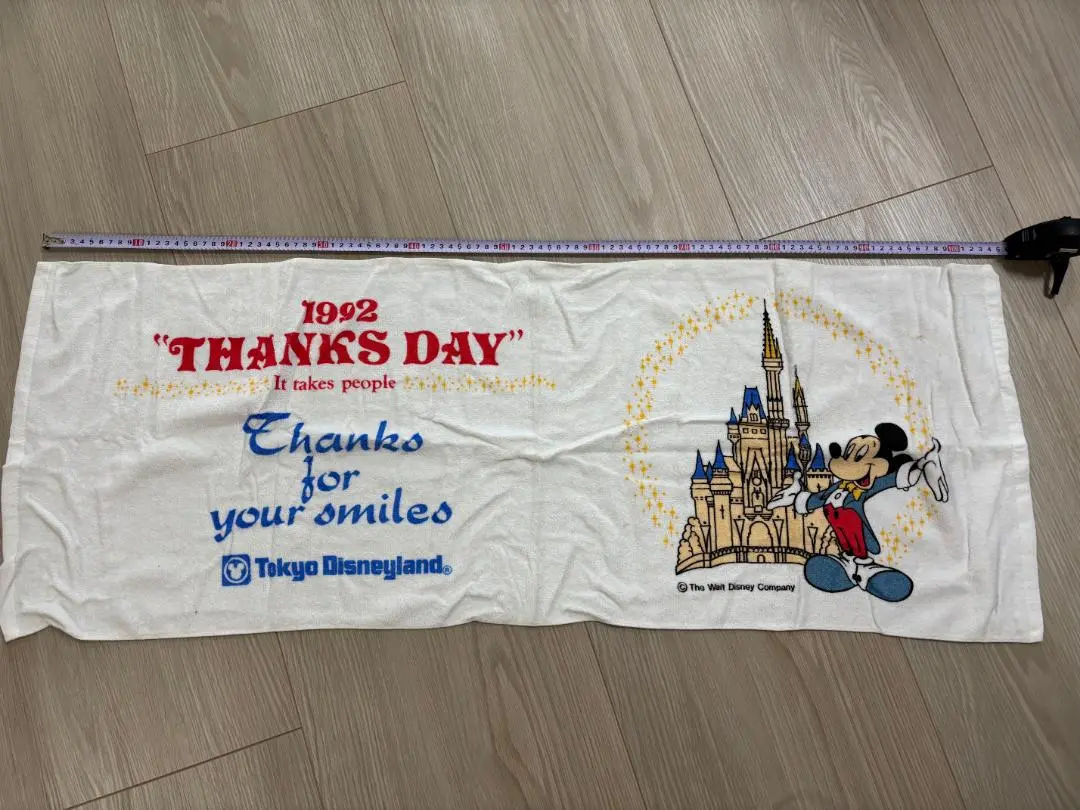 1992
"THANKS DAY"
It takes people
Thanks
for
your smiles
Tokyo Disneyland®
© The Walt Disney Company